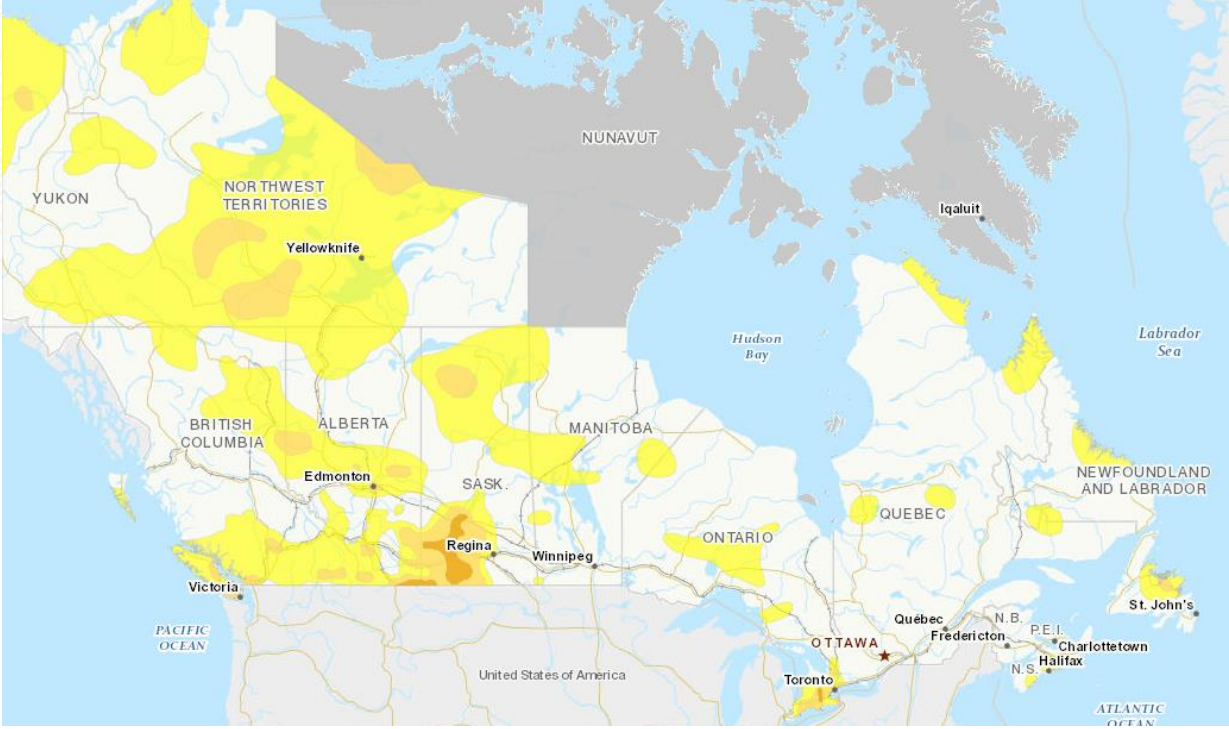 NUNAVUT
YUKON
NORTHWEST
TERRITORIES
Iqaluit
Yellowknife
Hudson
Bay
Labrador
Sea
BRITISH
COLUMBIA
ALBERTA
MANITOBA
Edmonton
SASK.
NEWFOUNDLAND
AND LABRADOR
QUEBEC
ONTARIO
Regina
Winnipeg
Victoria
St. John's
PACIFIC
OCEAN
Québec
N.B.
P.E.I.
Fredericton
OTTAWA
Charlottetown
Halifax
N.S.
United States of America
Toronto
ATLANTIC
OCEAN